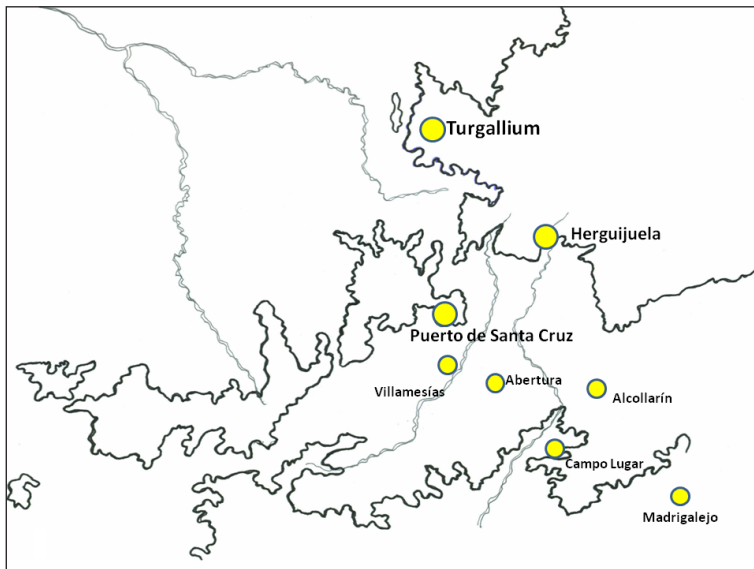 Turgallium
Herguijuela
Puerto de Santa Cruz
Villamesías
Abertura
Alcollarín
Campo Lugar
Madrigalejo